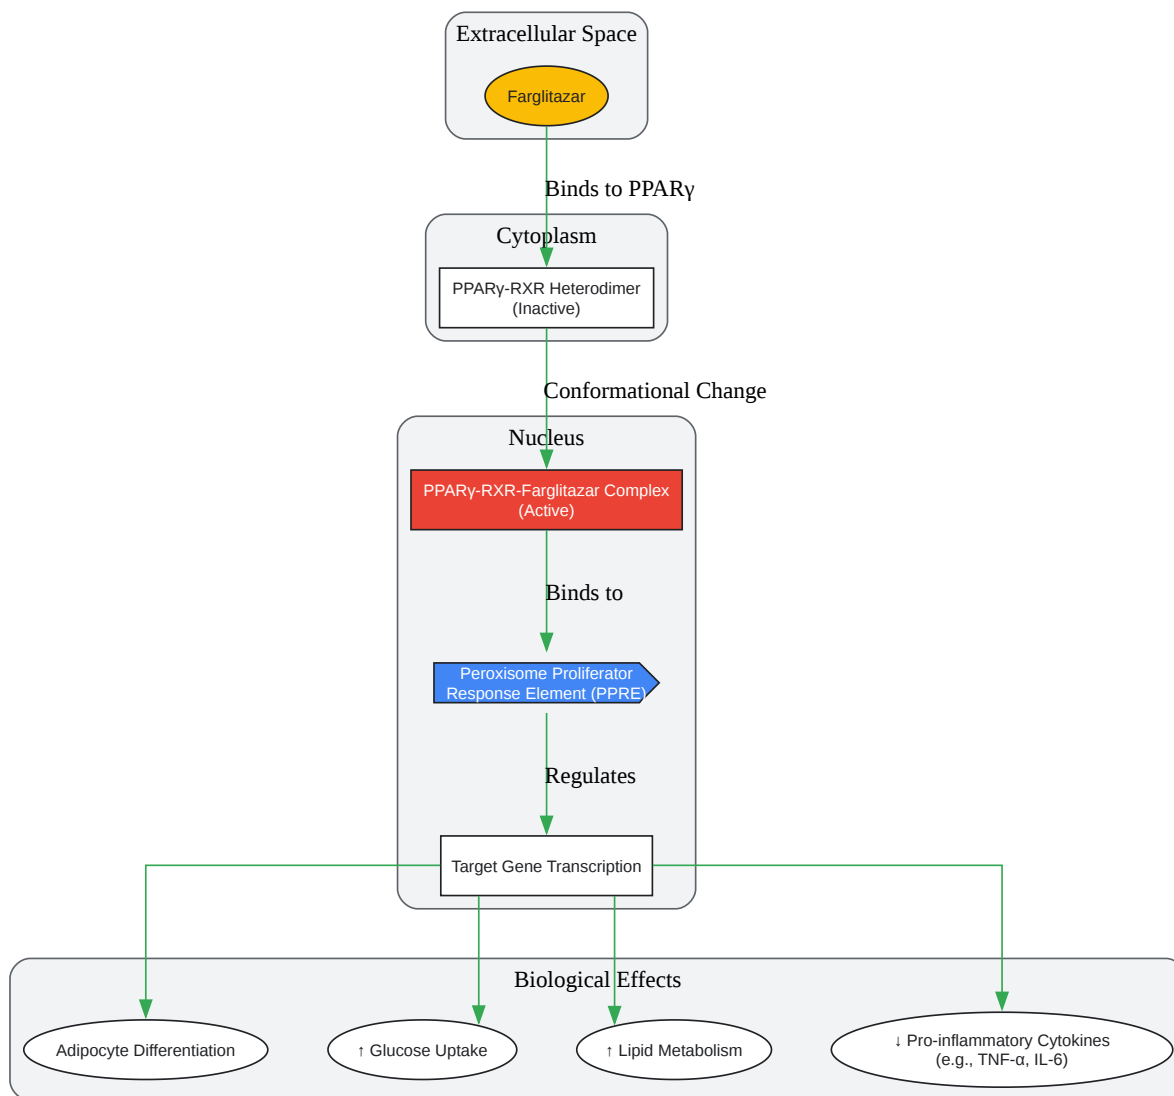 Extracellular Space
Farglitazar
Binds to PPARγ
Cytoplasm
PPARγ-RXR Heterodimer
(Inactive)
Conformational Change
Nucleus
PPARγ-RXR-Farglitazar Complex
(Active)
Binds to
Peroxisome Proliferator
Response Element (PPRE)
Regulates
Target Gene Transcription
Biological Effects
Adipocyte Differentiation
↑ Glucose Uptake
↑ Lipid Metabolism
↓ Pro-inflammatory Cytokines
(e.g., TNF-α, IL-6)